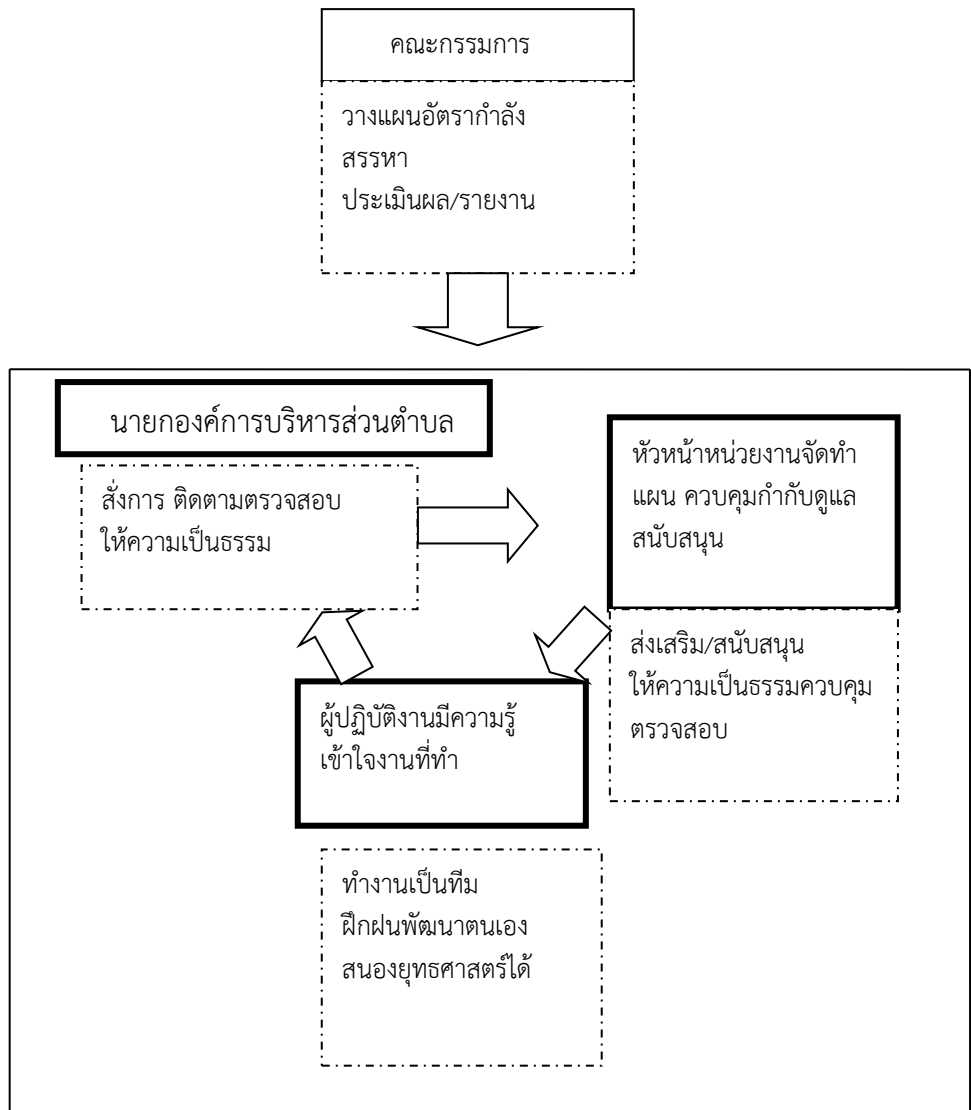 คณะกรรมการ
วางแผนอัตรากำลัง
สรรหา
ประเมินผล/รายงาน
นายกองค์การบริหารส่วนตำบล
สั่งการ ติดตามตรวจสอบ
ให้ความเป็นธรรม
หัวหน้าหน่วยงานจัดทำ
แผน ควบคุมกำกับดูแล
สนับสนุน
ส่งเสริม/สนับสนุน
ให้ความเป็นธรรมควบคุม
ตรวจสอบ
ผู้ปฏิบัติงานมีความรู้
เข้าใจงานที่ทำ
ทำงานเป็นทีม
ฝึกฝนพัฒนาตนเอง
สนองยุทธศาสตร์ได้